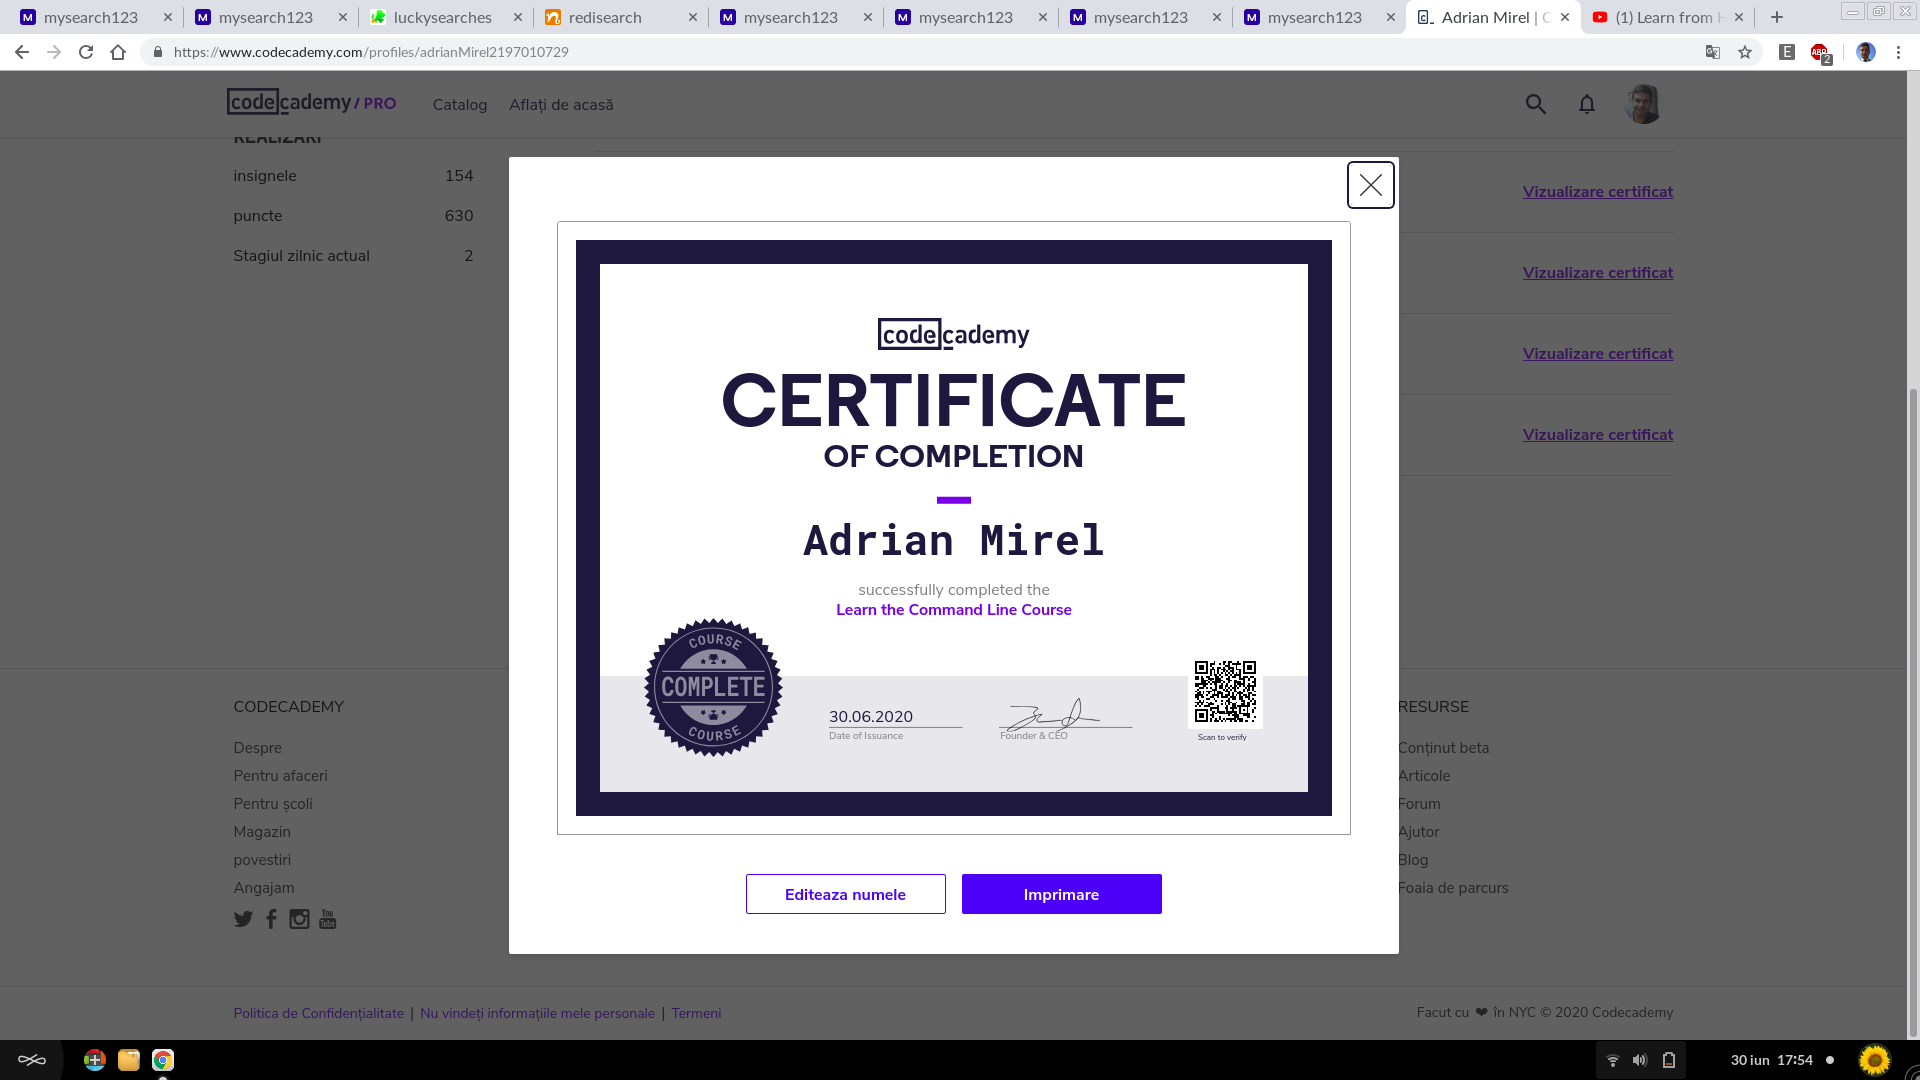 mysearch123
mysearch123
luckysearches
redisearch
mysearch123
mysearch123
mysearch123
mysearch123
Adrian Mirel |
(1) Learn from
https://www.codecademy.com/profiles/adrianMirel2197010729
E
ABP
2
codecademy / PRO
Catalog
Aflați de acasă
REALIZĂRI
insignele 154
puncte 630
Stagiul zilnic actual 2
Vizualizare certificat
Vizualizare certificat
Vizualizare certificat
Vizualizare certificat
codecademy
CERTIFICATE
OF COMPLETION
Adrian Mirel
successfully completed the
Learn the Command Line Course
COURSE
COMPLETE
COURSE
30.06.2020
Date of Issuance
Founder & CEO
Scan to verify
Editeaza numele
Imprimare
CODECADEMY
Despre
Pentru afaceri
Pentru școli
Magazin
povestiri
Angajam
You
Tube
RESURSE
Conținut beta
Articole
Forum
Ajutor
Blog
Foaia de parcurs
Politica de Confidențialitate | Nu vindeți informațiile mele personale | Termeni
Facut cu ❤ în NYC © 2020 Codecademy
30 iun 17:54